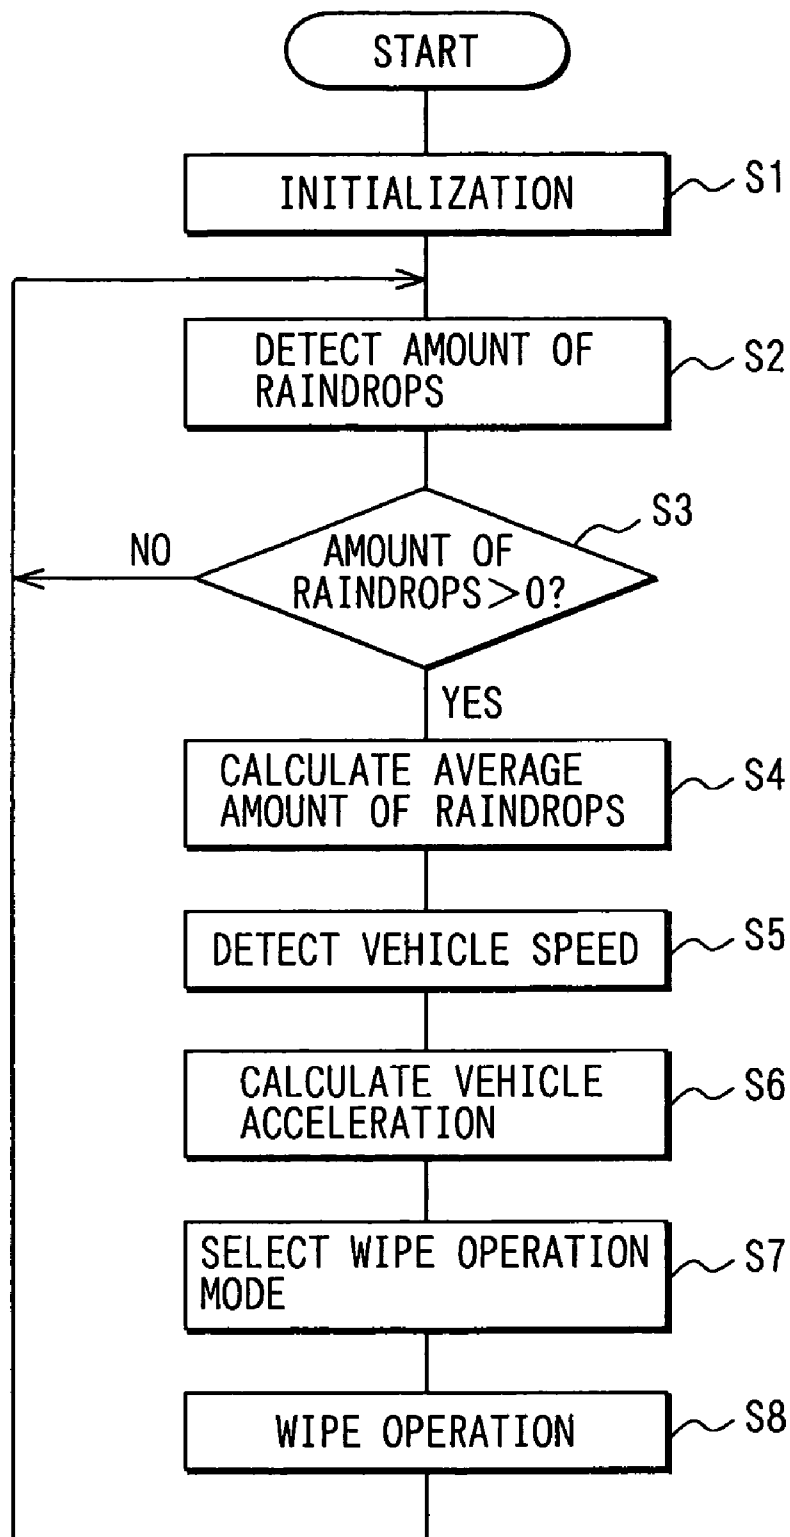 START
INITIALIZATION
S1
DETECT AMOUNT OF
RAINDROPS
S2
S3
NO
AMOUNT OF
RAINDROPS>0?
YES
CALCULATE AVERAGE
AMOUNT OF RAINDROPS
S4
DETECT VEHICLE SPEED
S5
CALCULATE VEHICLE
ACCELERATION
S6
SELECT WIPE OPERATION
MODE
S7
WIPE OPERATION
S8